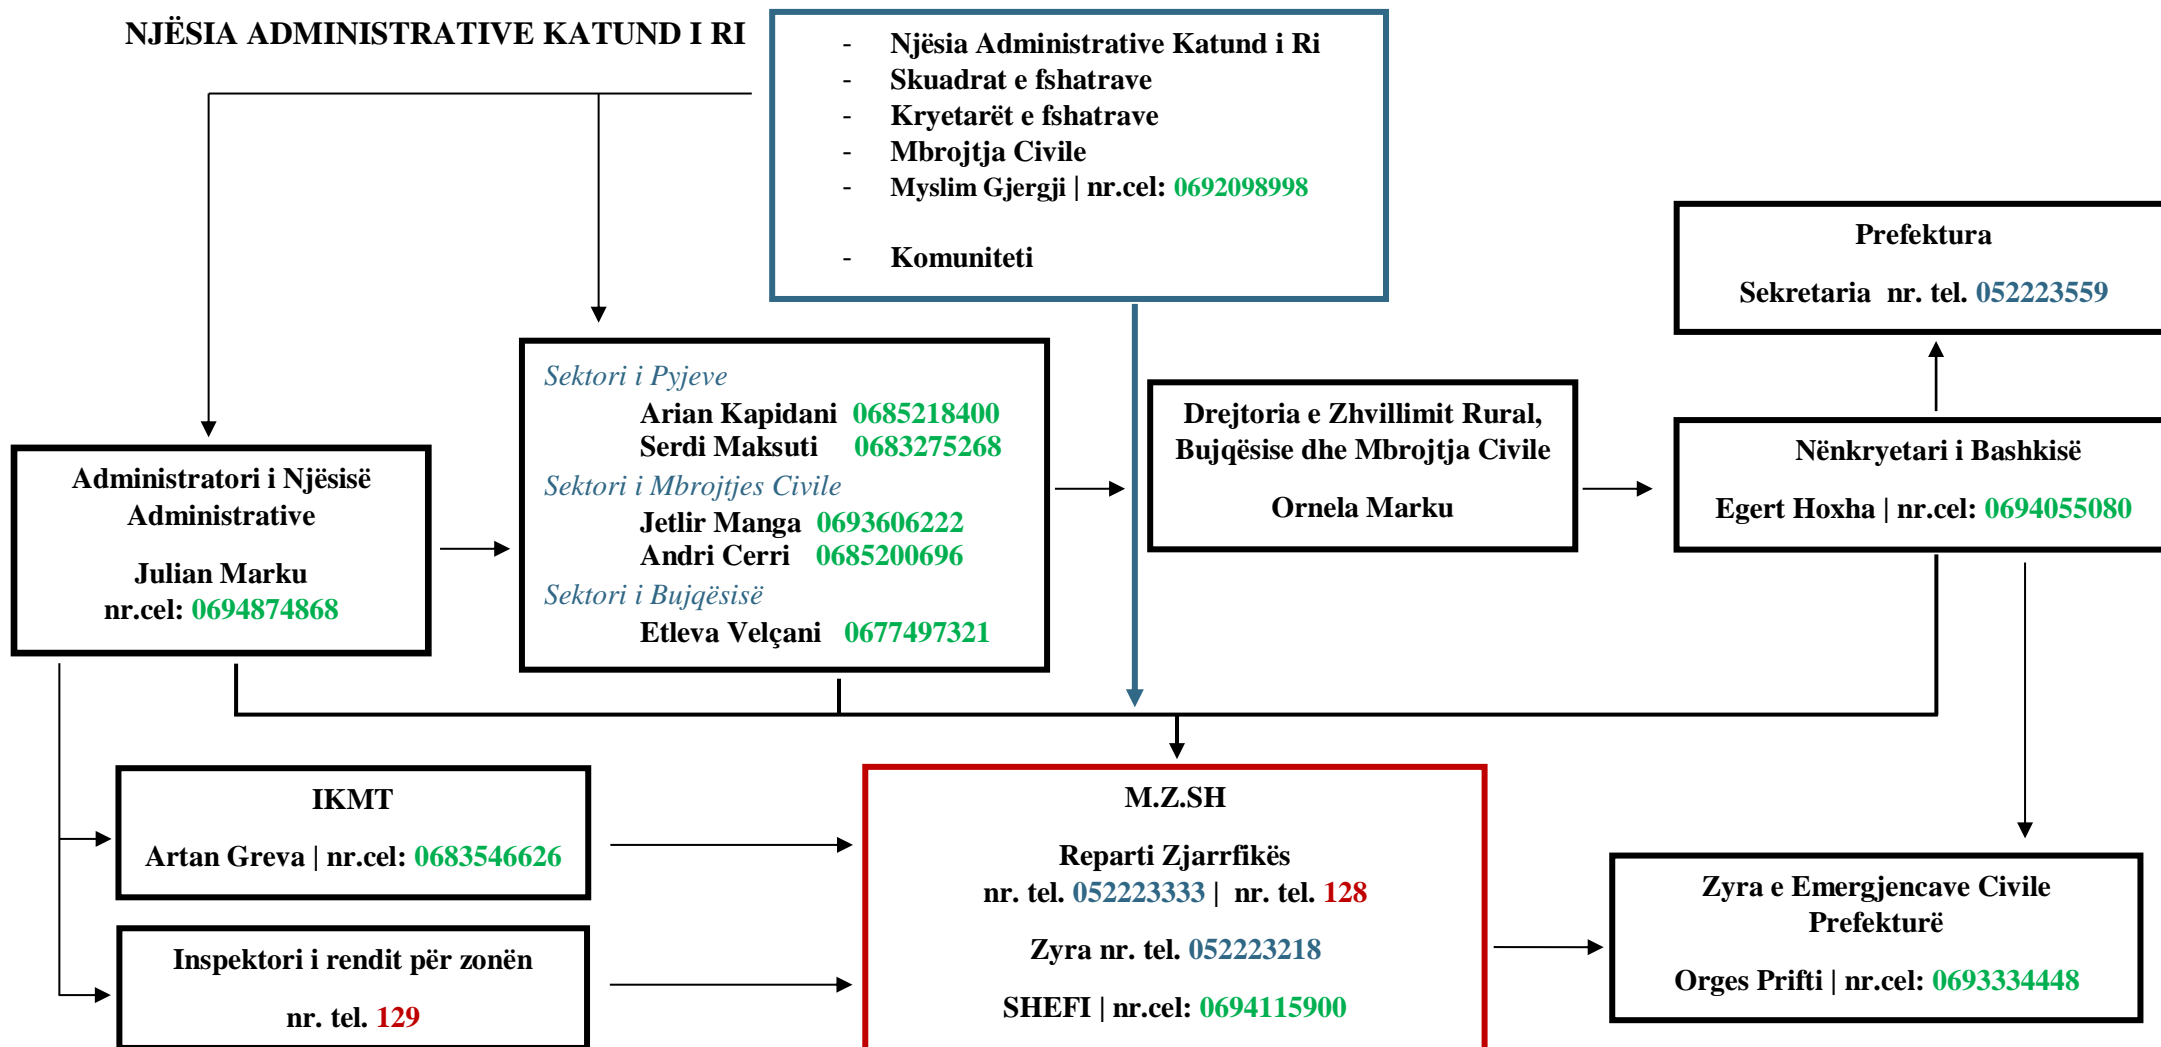 NJËSIA ADMINISTRATIVE KATUND I RI
- Njësia Administrative Katund i Ri
- Skuadrat e fshatrave
- Kryetarët e fshatrave
- Mbrojtja Civile
- Myslim Gjergji | nr.cel: 0692098998
- Komuniteti
Prefektura
Sekretaria nr. tel. 052223559
Sektori i Pyjeve
Arian Kapidani 0685218400
Serdi Maksuti 0683275268
Sektori i Mbrojtjes Civile
Jetlir Manga 0693606222
Andri Cerri 0685200696
Sektori i Bujqësisë
Etleva Velçani 0677497321
Drejtoria e Zhvillimit Rural,
Bujqësise dhe Mbrojtja Civile
Ornela Marku
Nënkryetari i Bashkisë
Egert Hoxha | nr.cel: 0694055080
Administratori i Njësisë
Administrative
Julian Marku
nr.cel: 0694874868
IKMT
Artan Greva | nr.cel: 0683546626
Inspektori i rendit për zonën
nr. tel. 129
M.Z.SH
Reparti Zjarrfikës
nr. tel. 052223333 | nr. tel. 128
Zyra nr. tel. 052223218
SHEFI | nr.cel: 0694115900
Zyra e Emergjencave Civile
Prefekturë
Orges Prifti | nr.cel: 0693334448